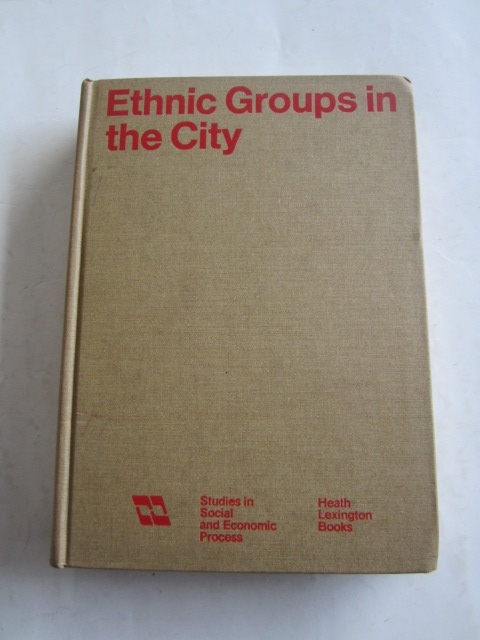 Ethnic Groups in
the City
Studies in
Social
and Economic
Process
Heath
Lexington
Books